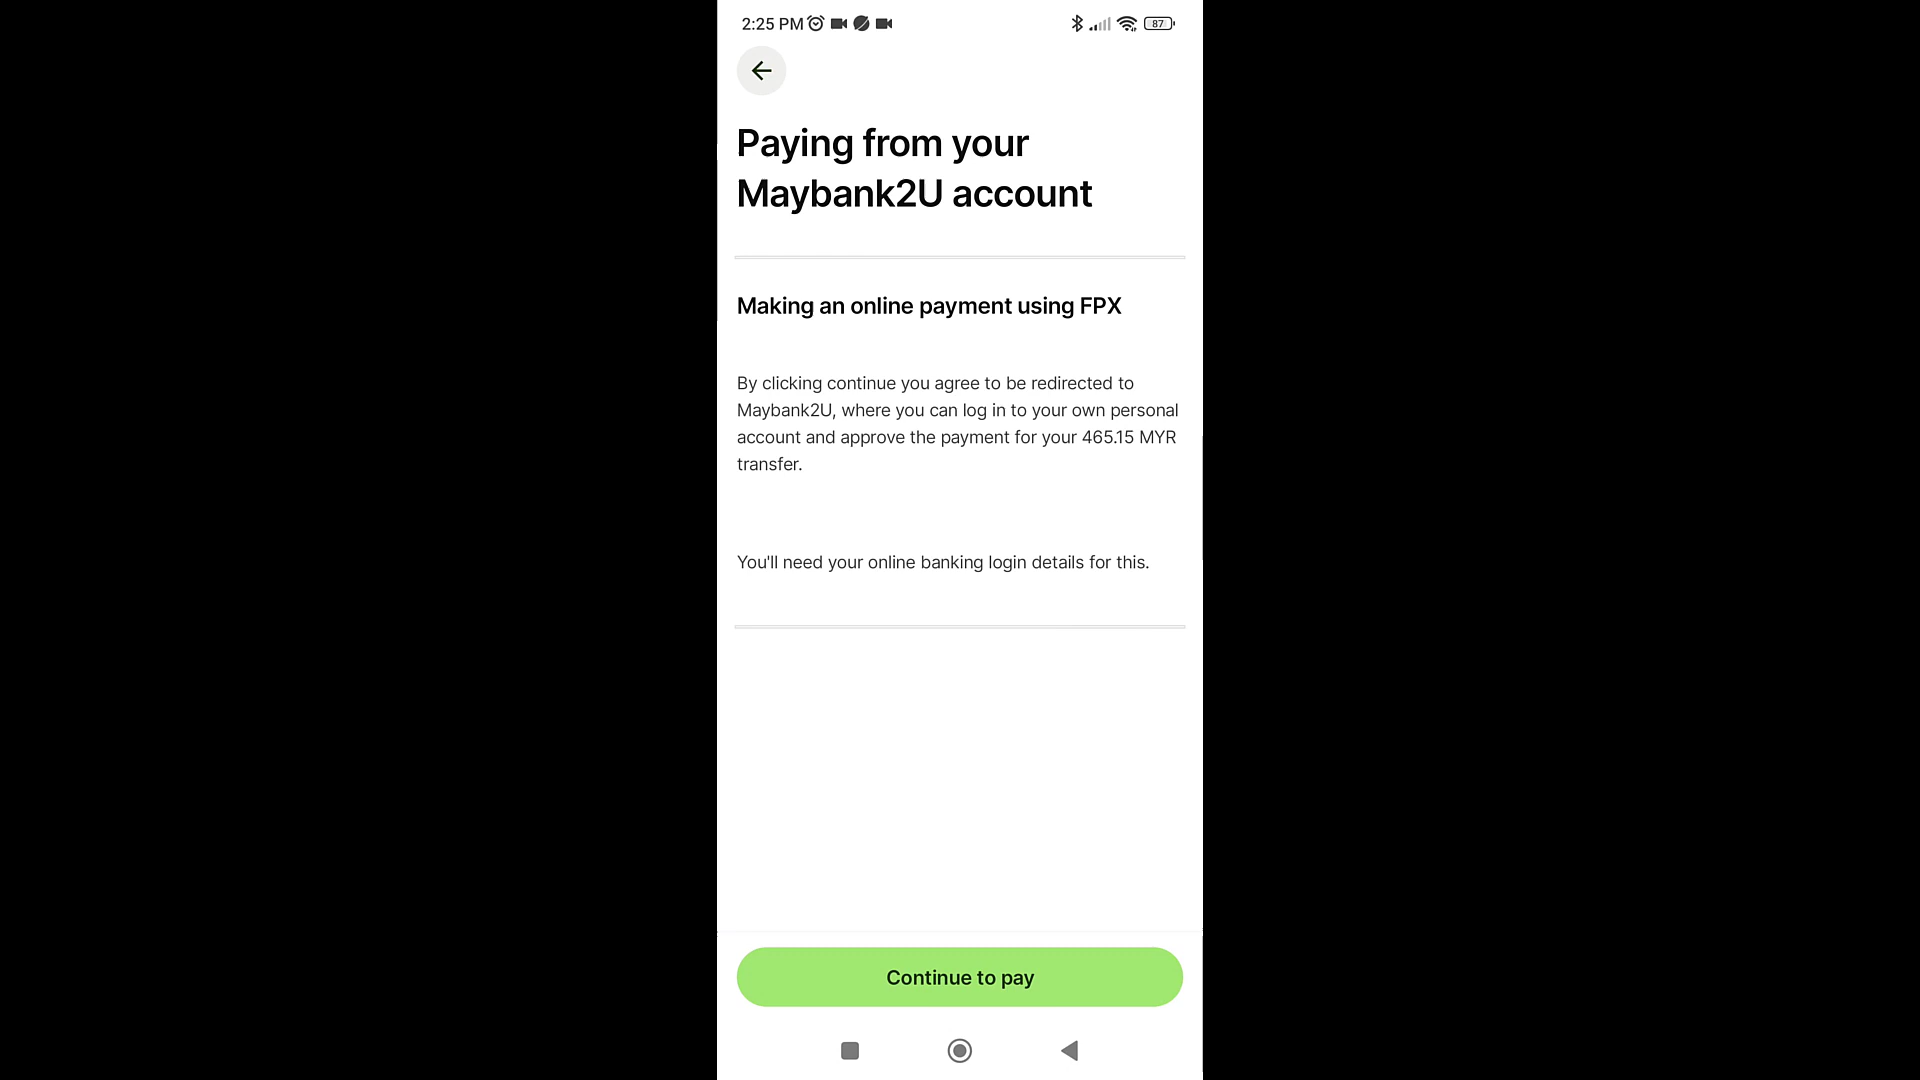 2:25 PM
87
Paying from your
Maybank2U account
Making an online payment using FPX
By clicking continue you agree to be redirected to
Maybank2U, where you can log in to your own personal
account and approve the payment for your 465.15 MYR
transfer.
You'll need your online banking login details for this.
Continue to pay